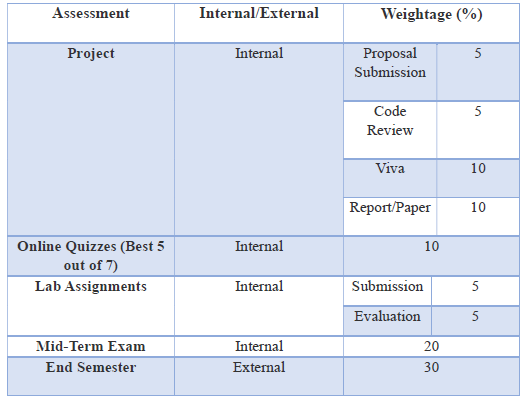 Assessment Internal/External Weightage (%)
Project Internal Proposal 5
Submission
Code 5
Review
Viva 10
Report/Paper 10
Online Quizzes (Best 5 Internal 10
out of 7)
Lab Assignments Internal Submission 5
Evaluation 5
Mid-Term Exam Internal 20
End Semester External 30